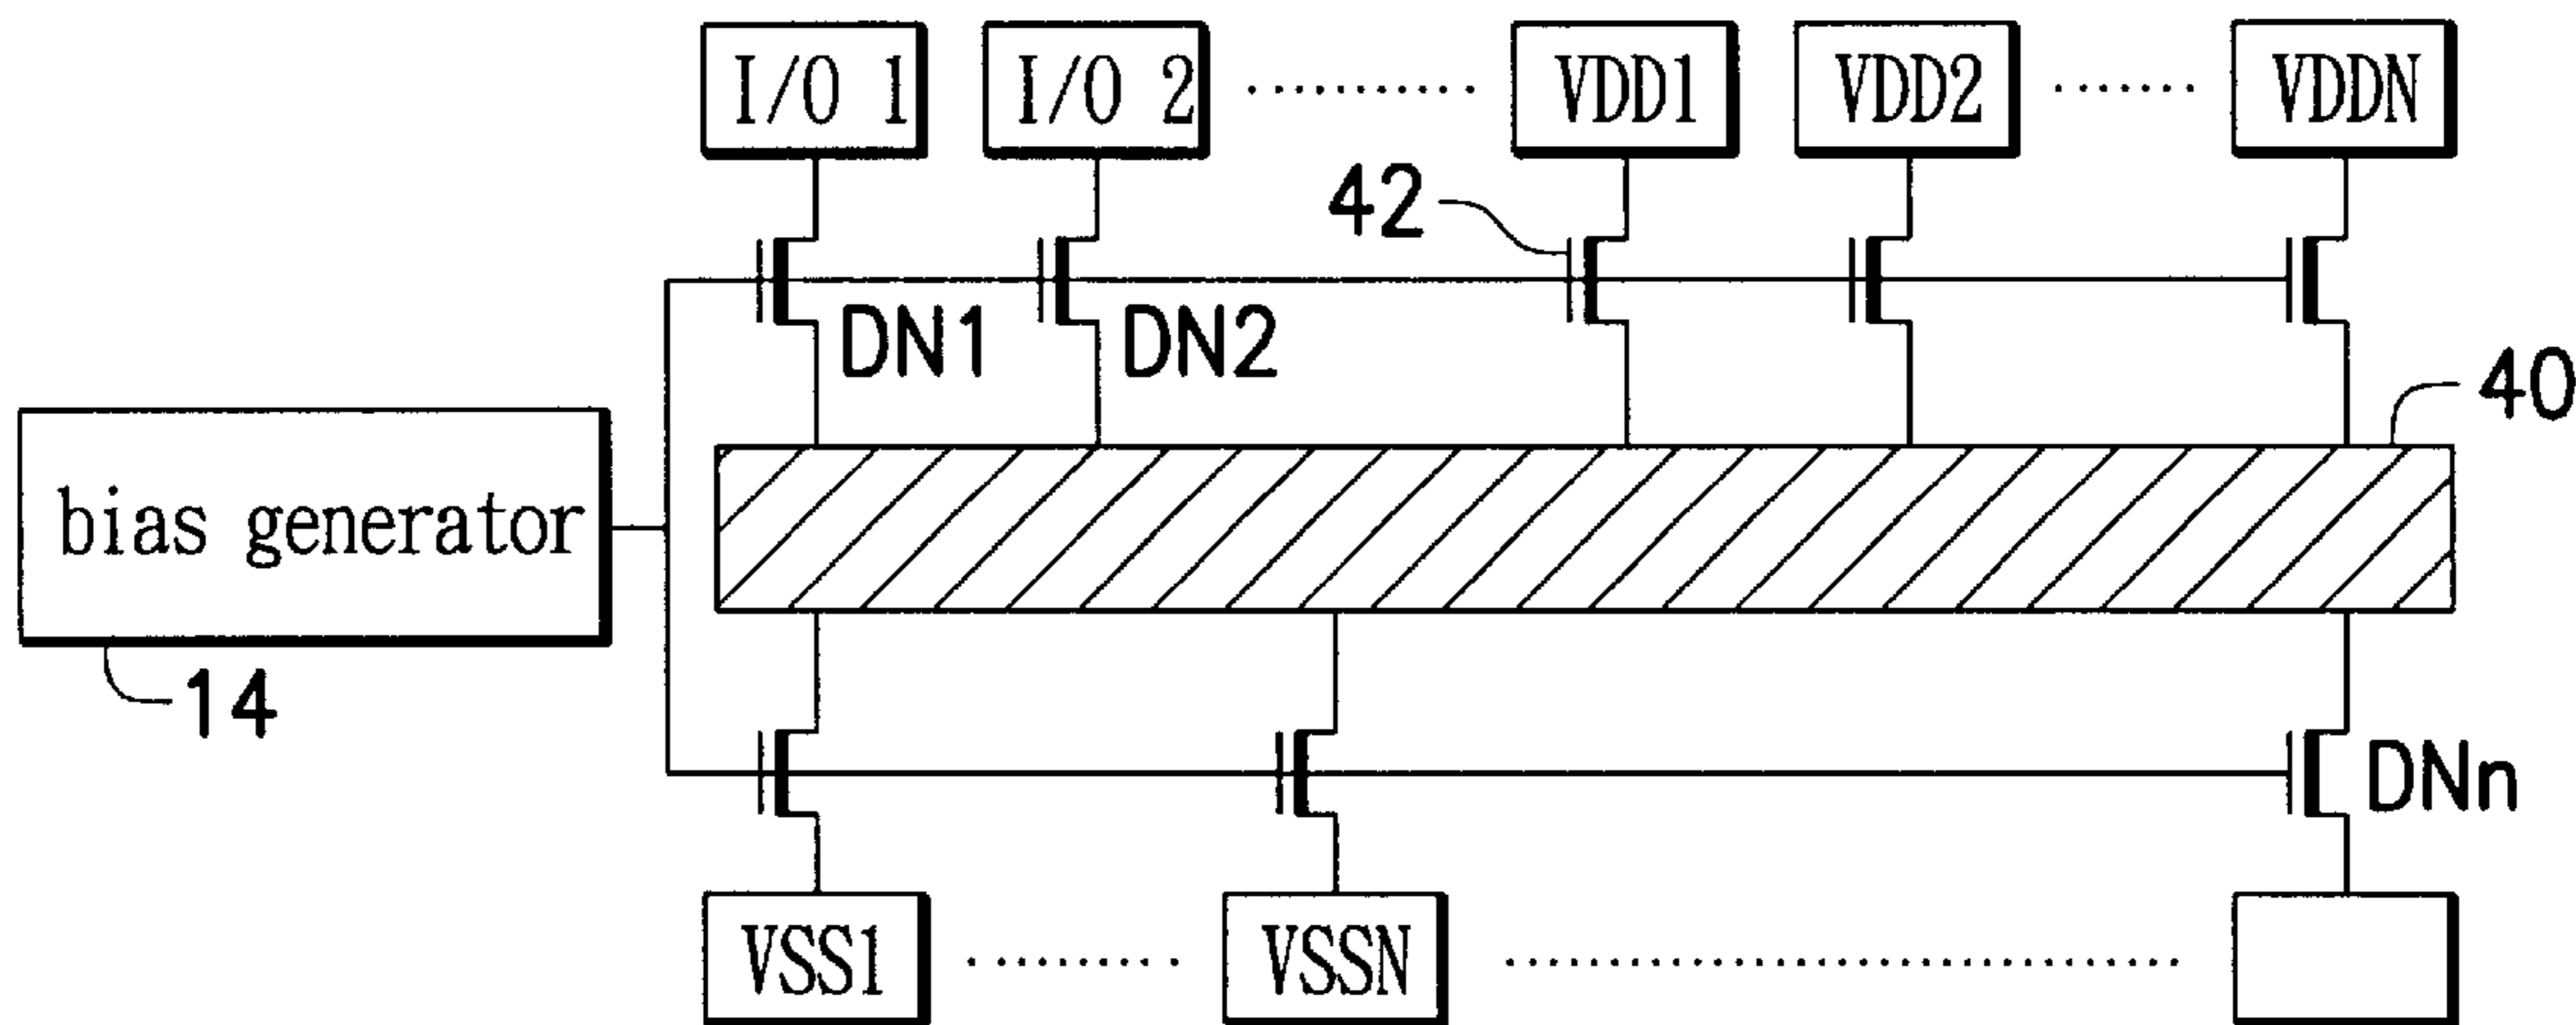 I/O 1 I/O 2 .......... VDD1 VDD2 ....... VDDN
42
DN1 DN2
40
bias generator
14
DNn
VSS1 .......... VSSN ..............................